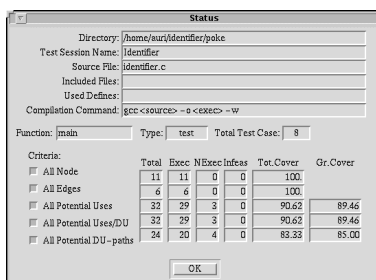 Status
Directory: /home/auri/identifier/poke
Test Session Name: Identifier
Source File: identifier.c
Included Files:
Used Defines:
Compilation Command: gcc <source> -o <exec> -w
Function: main Type: test Total Test Case: 8
Criteria: Total Exec NExec Infeas Tot.Cover Gr.Cover
All Node 11 11 0 0 100.
All Edges 6 6 0 0 100.
All Potential Uses 32 29 3 0 90.62 89.46
All Potential Uses/DU 32 29 3 0 90.62 89.46
All Potential DU-paths 24 20 4 0 83.33 85.00
OK